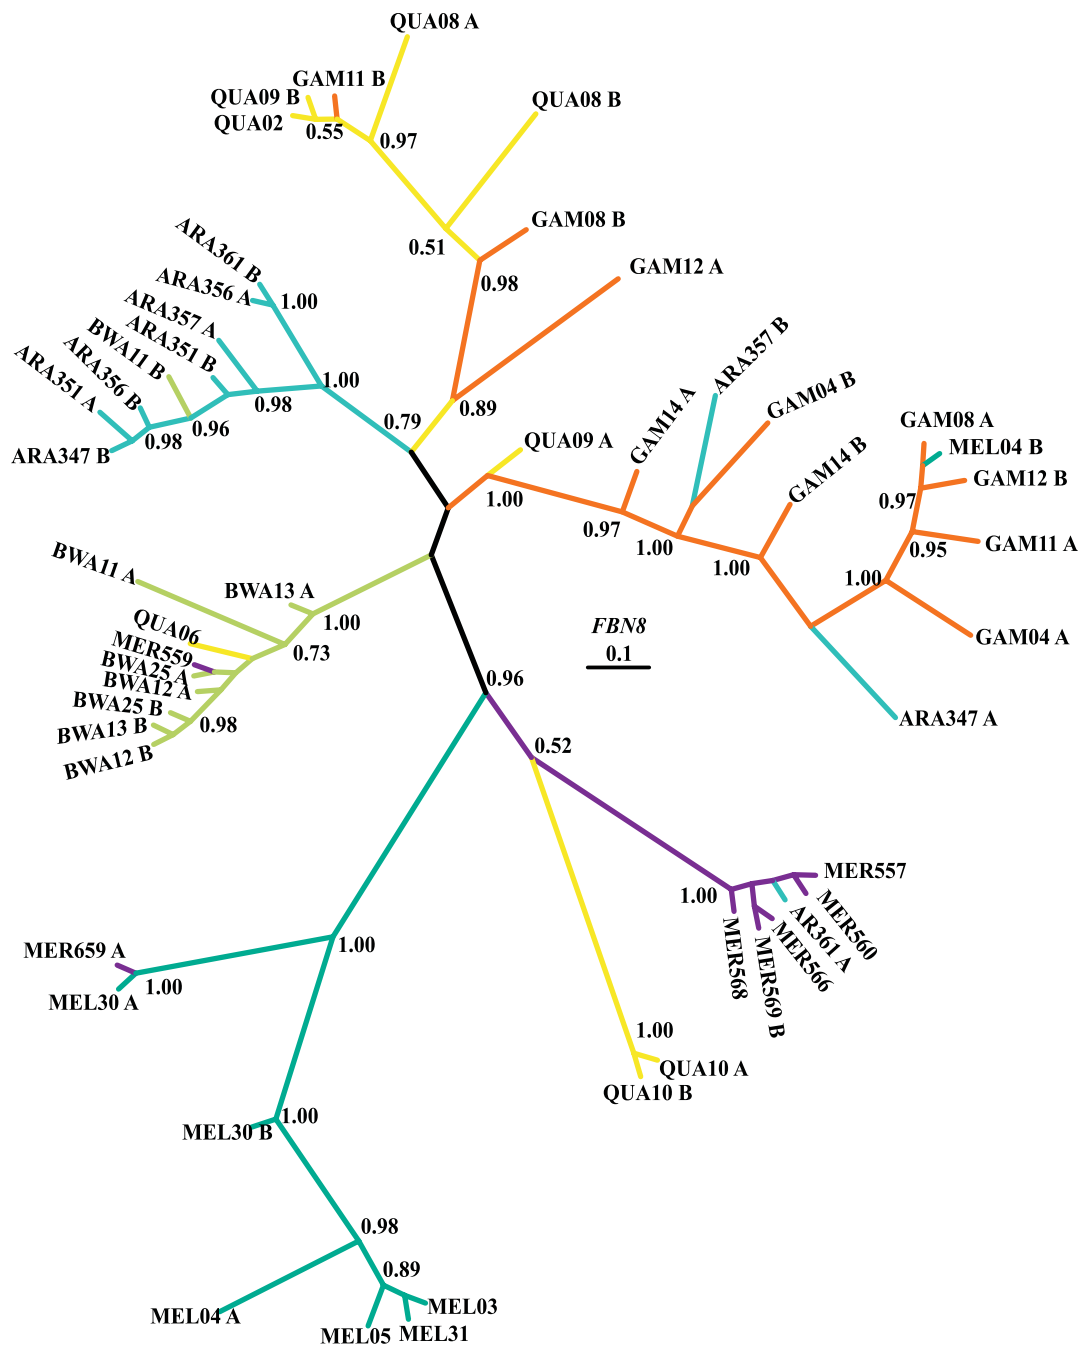 QUA08 A
GAM11 B
QUA09 B
QUA02
0.55
0.97
QUA08 B
0.51
GAM08 B
0.98
GAM12 A
0.89
ARA361 B
ARA356 A
1.00
ARA357 A
ARA351 B
BWA11 B
ARA356 B
ARA351 A
ARA347 B
0.98
0.96
0.98
1.00
0.79
QUA09 A
1.00
GAM14 A
0.97
ARA357 B
GAM04 B
1.00
GAM14 B
1.00
GAM08 A
MEL04 B
GAM12 B
0.97
GAM11 A
0.95
1.00
GAM04 A
ARA347 A
BWA11 A
BWA13 A
1.00
0.73
QUA06
MER559
BWA25 A
BWA12 A
BWA25 B
BWA13 B
BWA12 B
0.98
FBN8
0.1
0.96
0.52
1.00
MER557
MER560
AR361 A
MER566
MER569 B
MER568
1.00
QUA10 A
QUA10 B
MER659 A
MEL30 A
1.00
1.00
MEL30 B
1.00
0.98
0.89
MEL04 A
MEL03
MEL31
MEL05